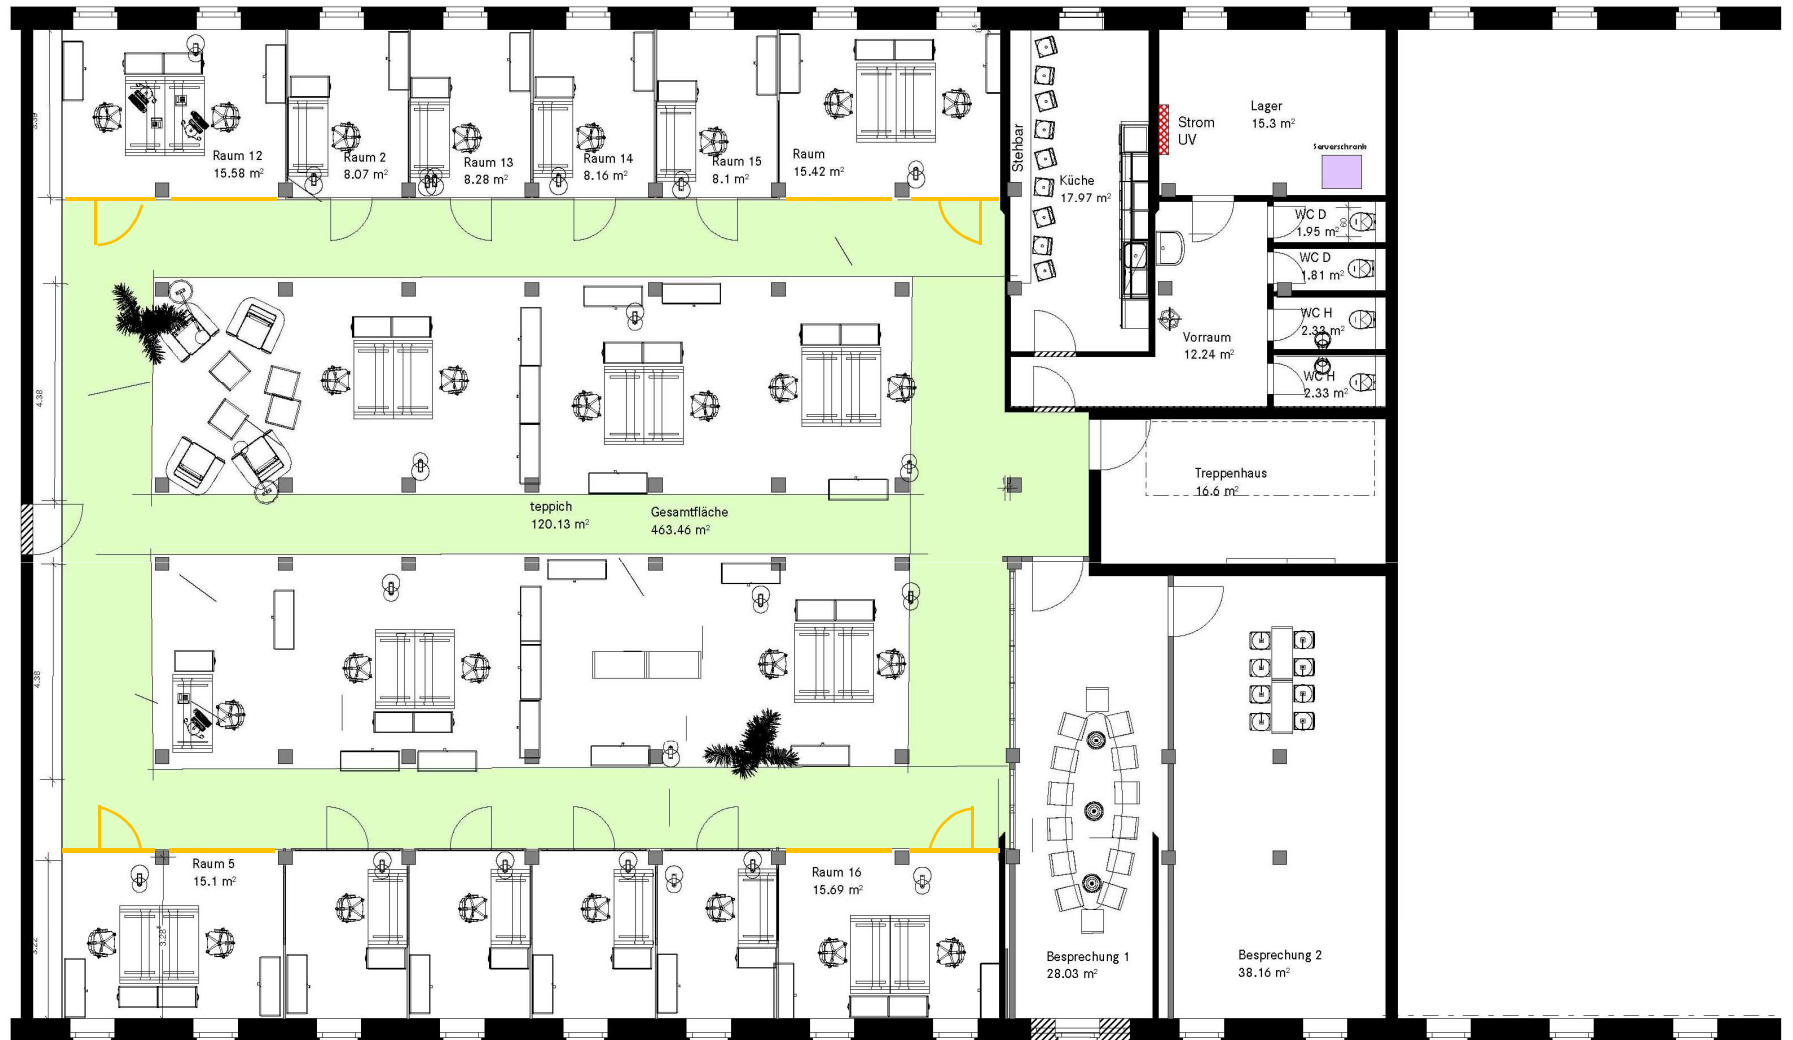 Raum 12
15.58 m²
Raum 2
8.07 m²
Raum 13
8.28 m²
Raum 14
8.16 m²
Raum 15
8.1 m²
Raum
15.42 m²
Stehbar
Küche
17.97 m²
Strom
UV
Lager
15.3 m²
Serverschrank
WC D
1.95 m²
60
WC D
1.81 m²
WC H
2.33 m²
WC H
2.33 m²
Vorraum
12.24 m²
4.38
Treppenhaus
16.6 m²
teppich
120.13 m²
Gesamtfläche
463.46 m²
4.38
Raum 5
15.1 m²
3.28
Raum 16
15.69 m²
Besprechung 1
28.03 m²
Besprechung 2
38.16 m²